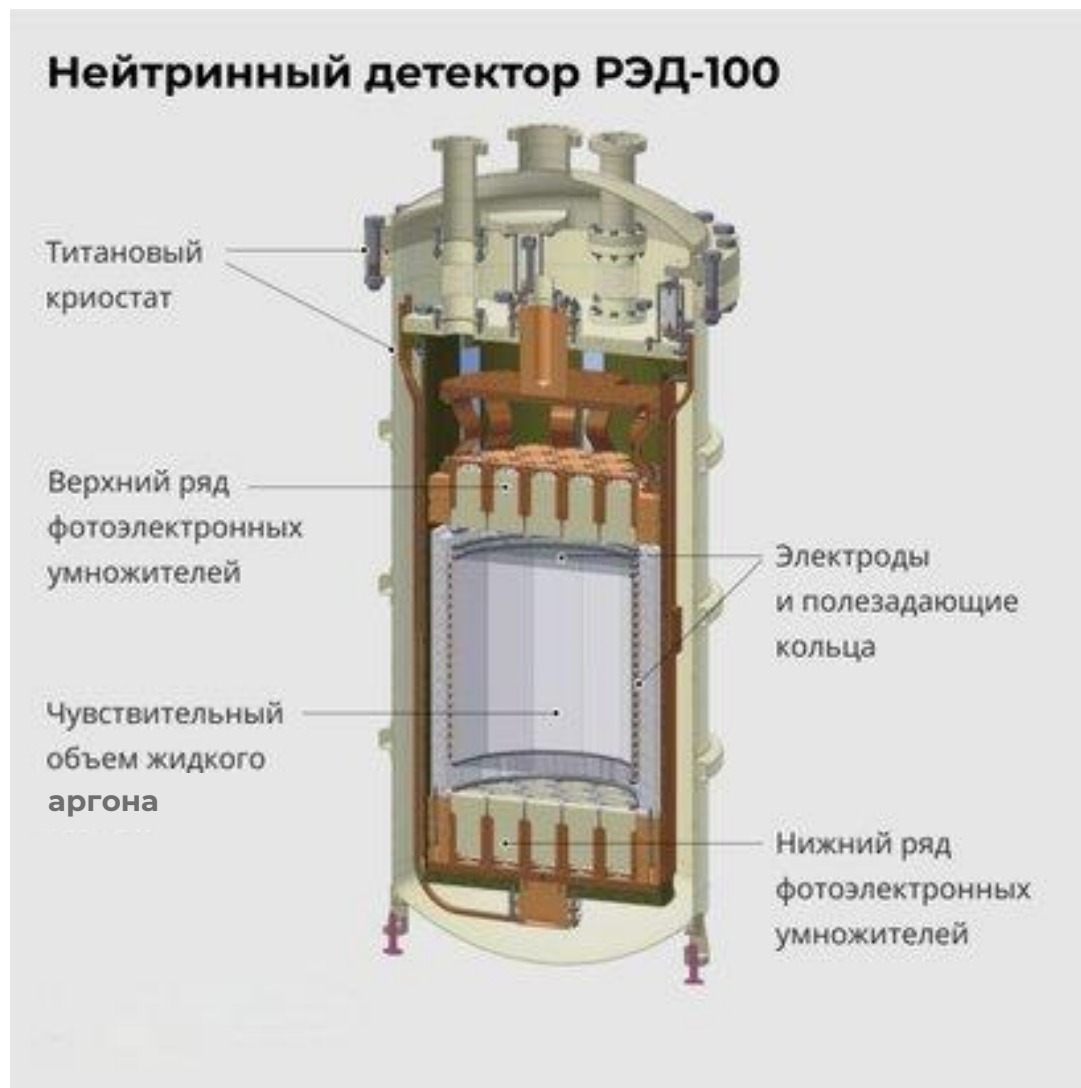 Нейтринный детектор РЭД-100
Титановый
криостат
Верхний ряд
фотоэлектронных
умножителей
Электроды
и полезадающие
кольца
Чувствительный
объем жидкого
аргона
Нижний ряд
фотоэлектронных
умножителей